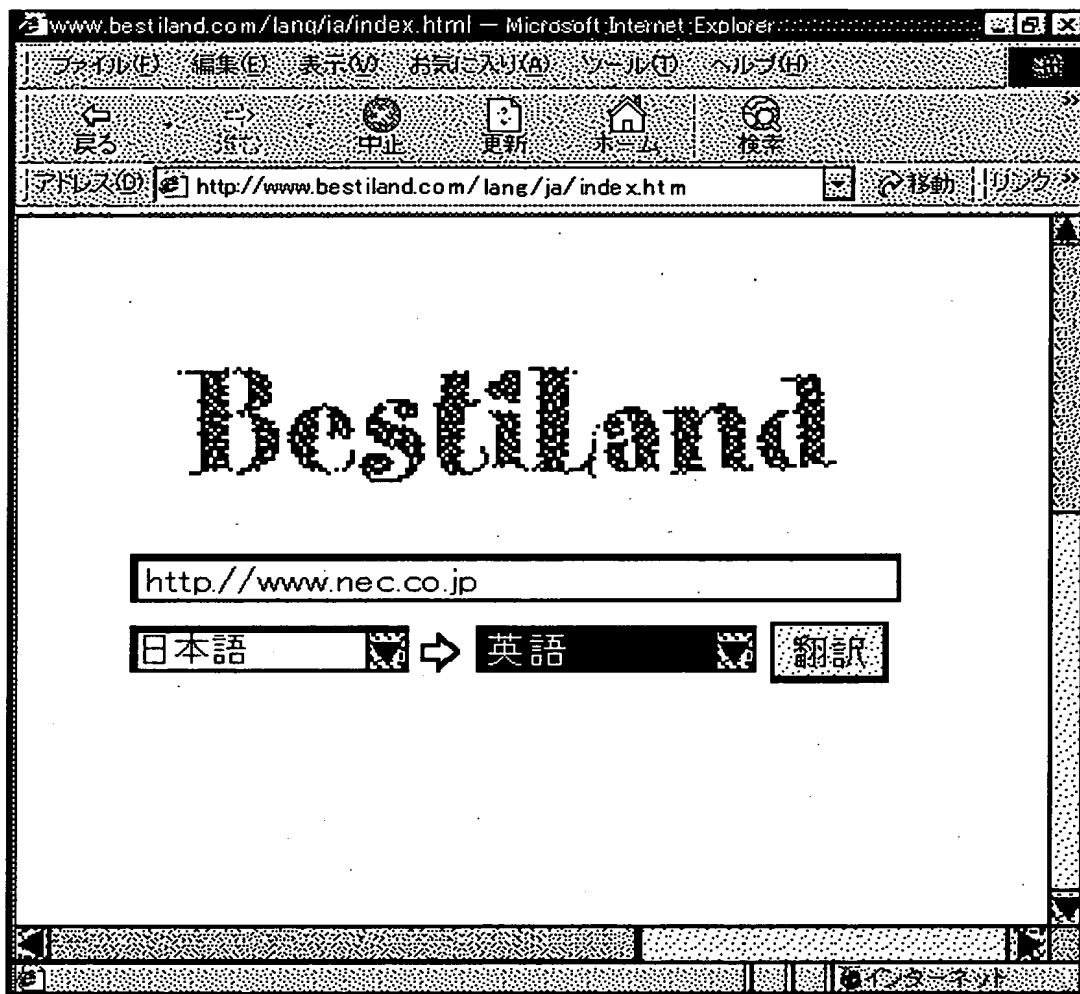 www.bestiland.com/lang/ja/index.html — Microsoft Internet Explorer
ファイル(F) 編集(E) 表示(V) お気に入り(A) ツール(T) ヘルプ(H)
戻る 進む 中止 更新 ホーム 検索
アドレス(D) http://www.bestiland.com/lang/ja/index.htm 移動 リンク »
BestiLand
http.//www.nec.co.jp
日本語 ⇨ 英語 翻訳
インターネット